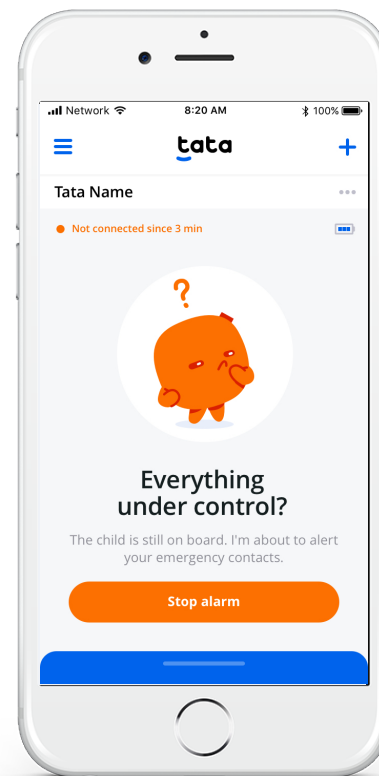 Network 8:20 AM 100%
tata
Tata Name
Not connected since 3 min
?
Everything
under control?
The child is still on board. I'm about to alert
your emergency contacts.
Stop alarm